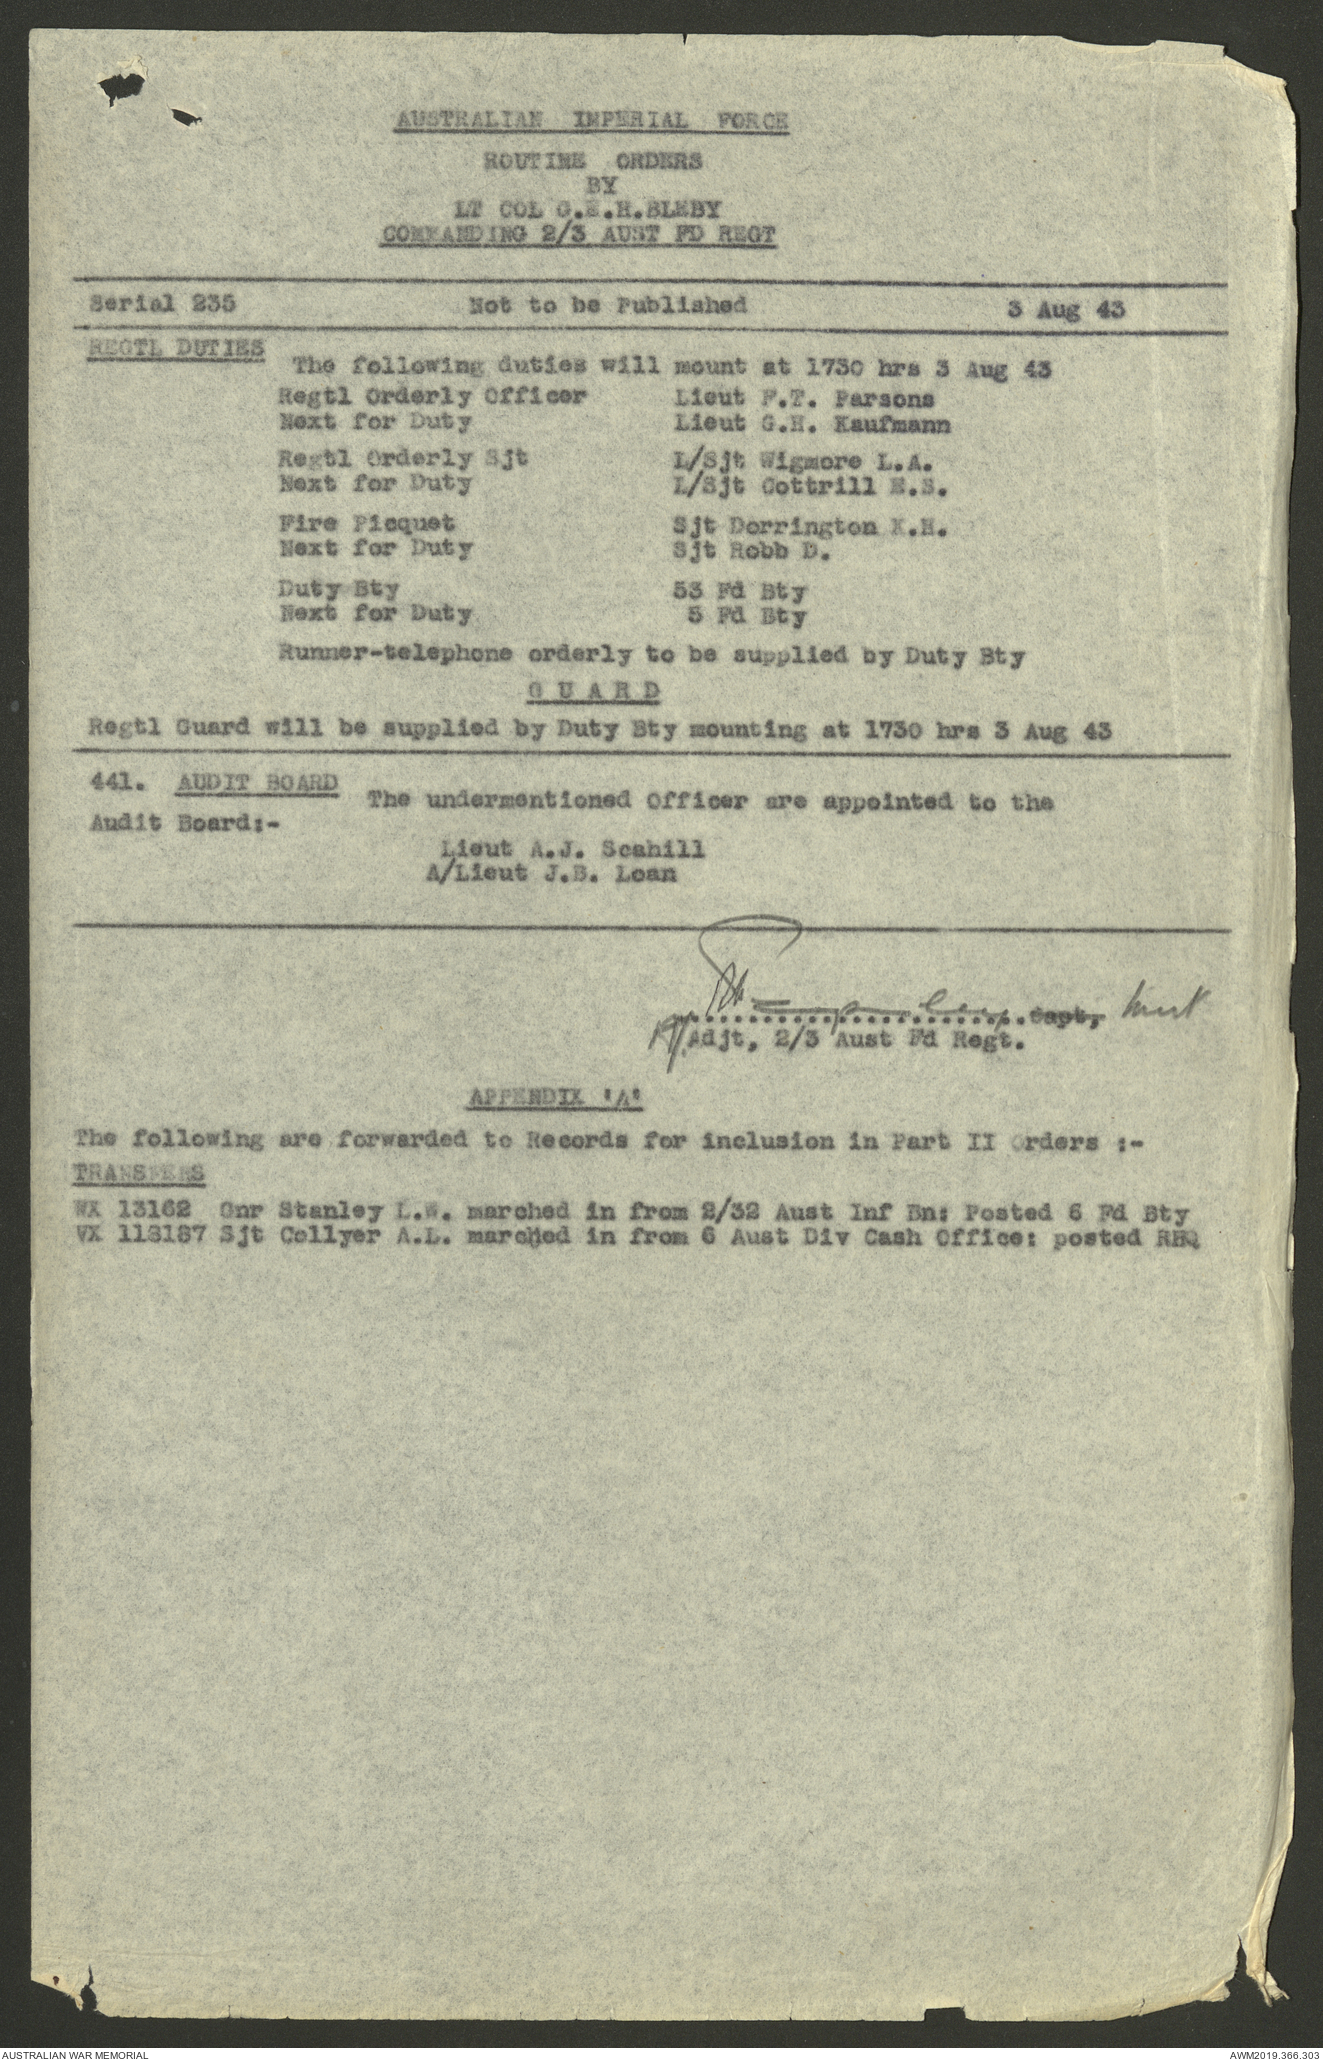 AUSTRALIAN IMPERIAL FORCE
ROUTINE ORDERS
BY
LT COL G.E.H.BLEBY
COMMANDING 2/3 AUST FD REGT
Serial 235 Not to be Published 3 Aug 43
REGTL DUTIES
The following duties will mount at 1730 hrs 3 Aug 43
Regtl Orderly Officer Lieut F.T. Parsons
Next for Duty Lieut G.H. Kaufmann
Regtl Orderly Sjt L/Sjt Wigmore L.A.
Next for Duty L/Sjt Cottrill E.S.
Fire Picquet Sjt Dorrington K.H.
Next for Duty Sjt Robb D.
Duty Bty 53 Fd Bty
Next for Duty 5 Fd Bty
Runner-telephone orderly to be supplied by Duty Bty
G U A R D
Regtl Guard will be supplied by Duty Bty mounting at 1730 hrs 3 Aug 43
441. AUDIT BOARD
The undermentioned Officer are appointed to the
Audit Board:-
Lieut A.J. Scahill
A/Lieut J.B. Loan
Capt, Lieut
A/Adjt, 2/3 Aust Fd Regt.
APPENDIX 'A'
The following are forwarded to Records for inclusion in Part II Orders :-
TRANSFERS
WX 13162 Gnr Stanley L.W. marched in from 2/32 Aust Inf Bn: Posted 6 Fd Bty
VX 118187 Sjt Collyer A.L. marched in from 6 Aust Div Cash Office: posted RHQ
AUSTRALIAN WAR MEMORIAL AWM2019.366.303